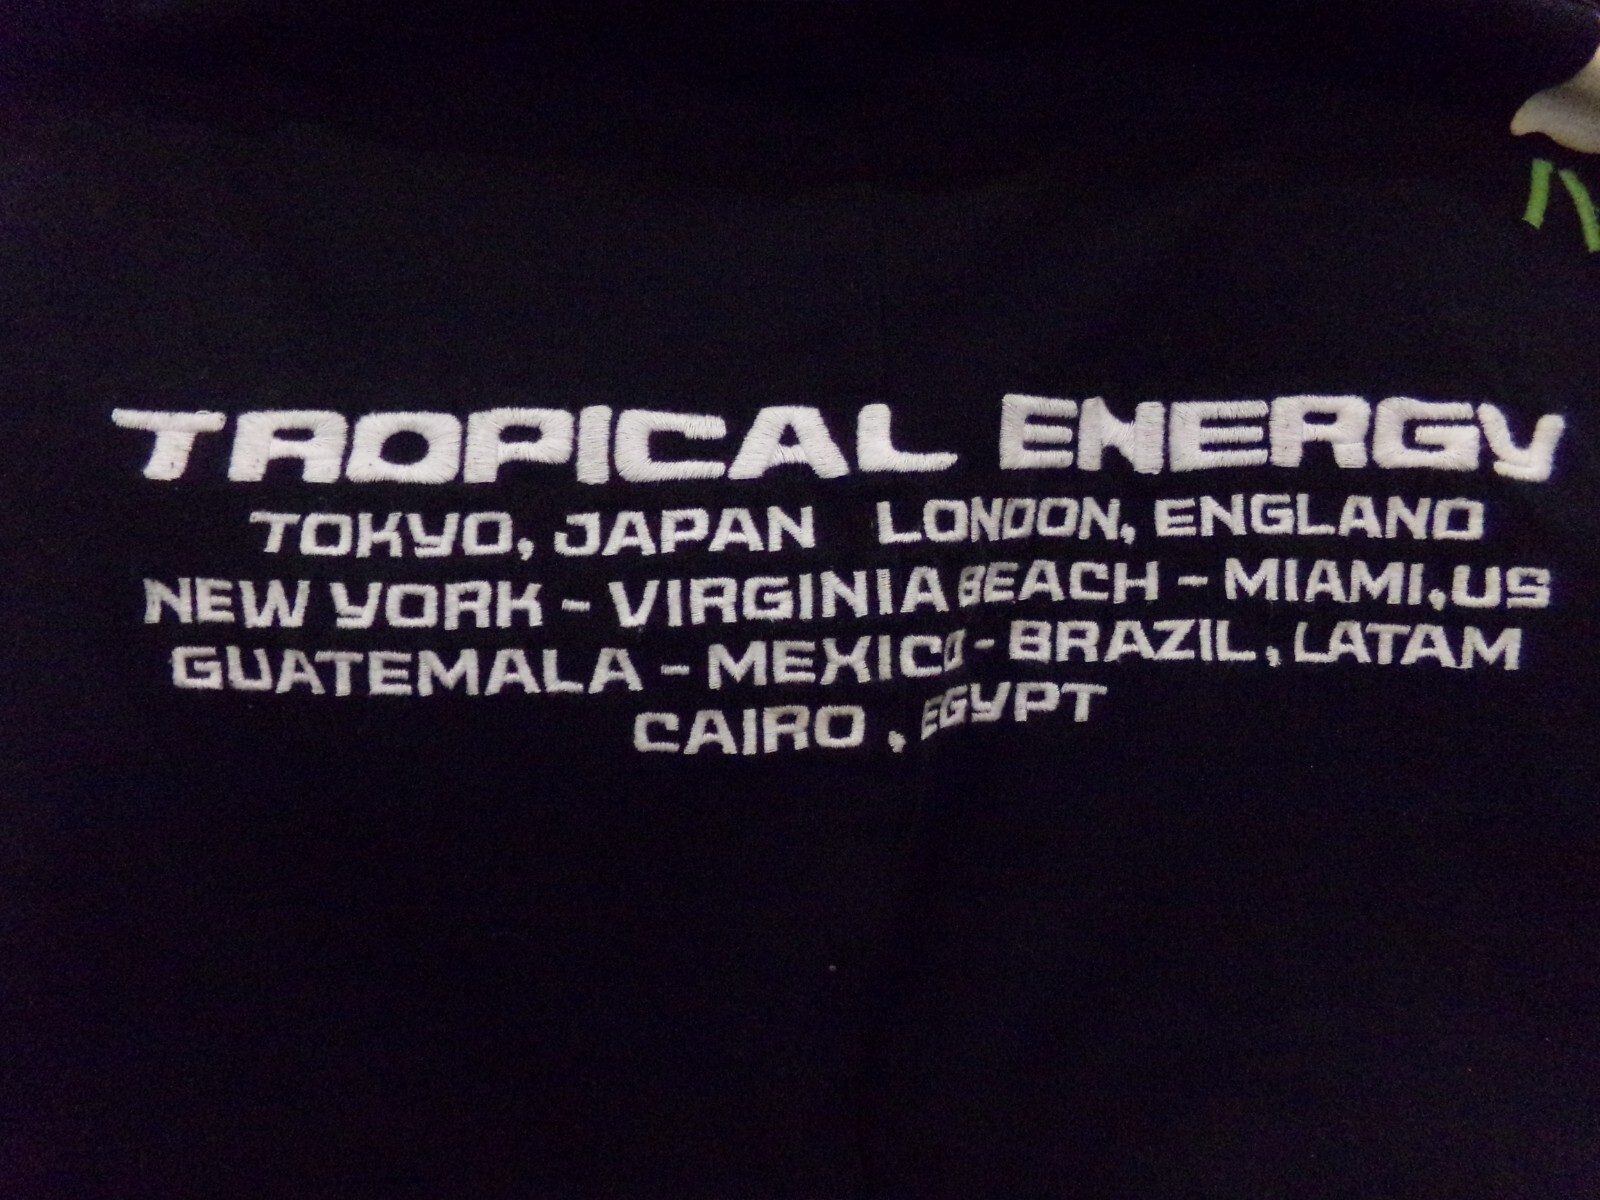 TROPICAL ENERGY
TOKYO, JAPAN LONDON, ENGLAND
NEW YORK - VIRGINIA BEACH - MIAMI, US
GUATEMALA - MEXICO - BRAZIL, LATAM
CAIRO , EGYPT